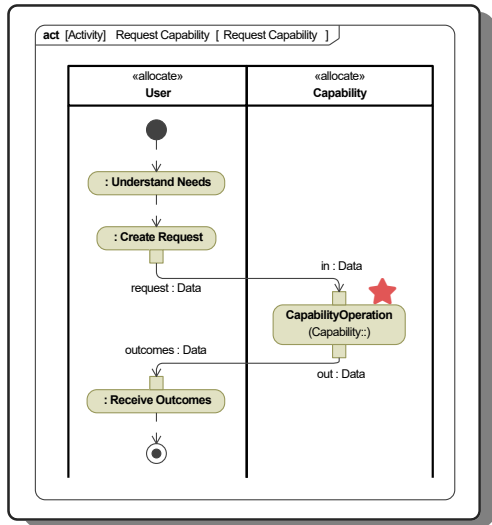 act [Activity] Request Capability [ Request Capability ]
«allocate»
User
«allocate»
Capability
: Understand Needs
: Create Request
request : Data
in : Data
CapabilityOperation
(Capability::)
outcomes : Data
out : Data
: Receive Outcomes